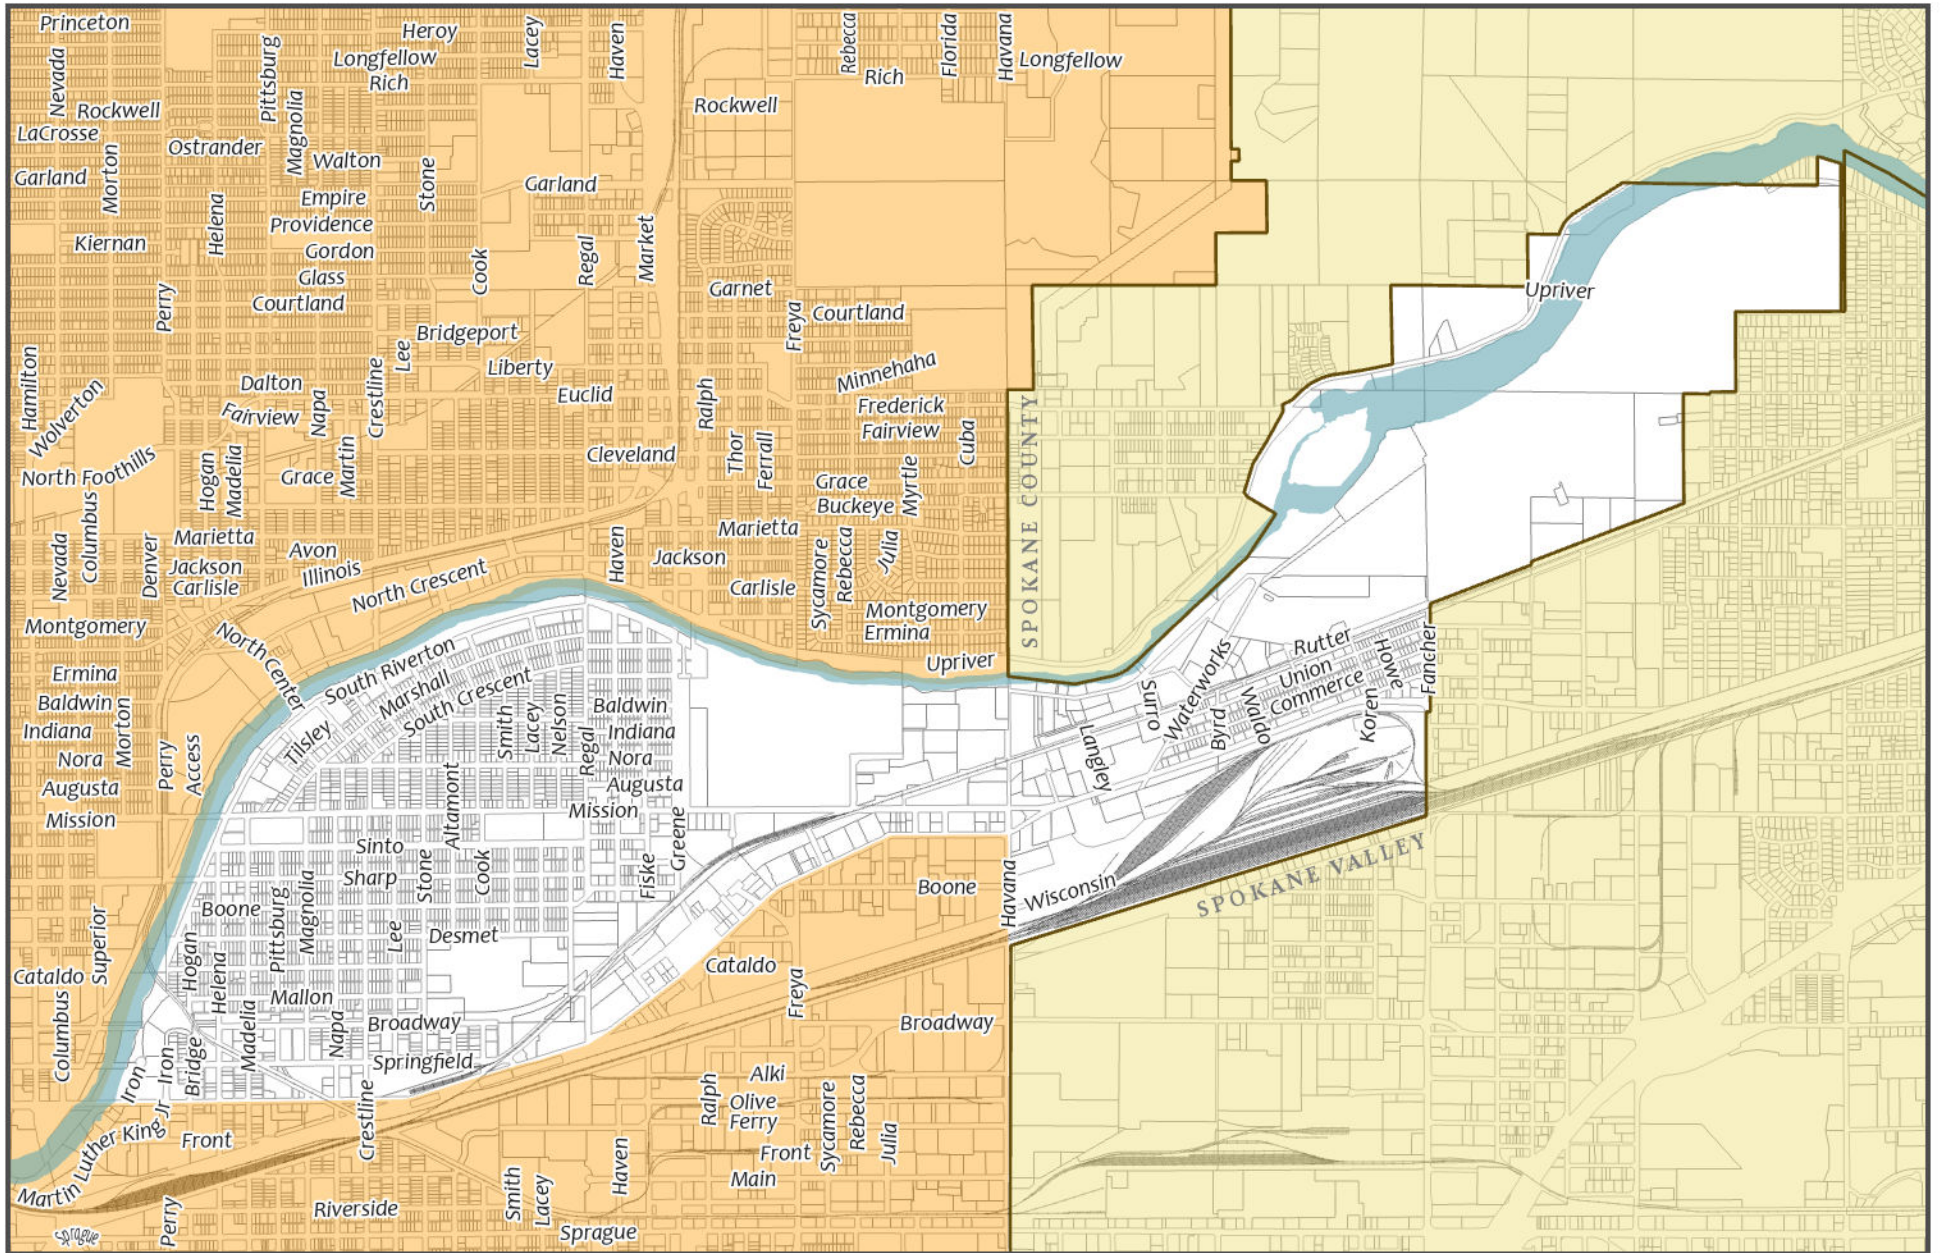 Princeton
Heroy
Lacey
Haven
Rebecca
Florida
Havana
Longfellow
Longfellow
Rich
Rich
Nevada
Pittsburg
Rockwell
Magnolia
Rockwell
LaCrosse
Ostrander
Walton
Garland
Morton
Stone
Garland
Empire
Helena
Providence
Market
Kiernan
Gordon
Cook
Regal
Glass
Garnet
Upriver
Courtland
Perry
Freya
Courtland
Bridgeport
Lee
Hamilton
Liberty
Minnehaha
Dalton
Crestline
Euclid
Ralph
Wolverton
Fairview
Napa
Frederick
Fairview
Cuba
SPOKANE COUNTY
North Foothills
Hogan
Madelia
Grace
Martin
Cleveland
Thor
Ferrall
Grace
Buckeye
Myrtle
Columbus
Marietta
Marietta
Nevada
Denver
Avon
Haven
Jackson
Julia
Jackson
Illinois
Carlisle
North Crescent
Carlisle
Sycamore
Rebecca
Montgomery
Montgomery
Ermina
North Center
South Riverton
Upriver
Rutter
Howe
Fancher
Ermina
Marshall
Union
Baldwin
South Crescent
Baldwin
Surro
Waterworks
Commerce
Indiana
Morton
Tilsley
Smith
Lacey
Nelson
Indiana
Byrd
Waldo
Koren
Nora
Perry
Access
Regal
Nora
Langley
Augusta
Augusta
Mission
Altamont
Mission
Sinto
Greene
Sharp
Stone
Cook
Fiske
Boone
Havana
Wisconsin
SPOKANE VALLEY
Boone
Pittsburg
Magnolia
Superior
Lee
Desmet
Hogan
Helena
Cataldo
Cataldo
Freya
Mallon
Columbus
Madelia
Napa
Broadway
Broadway
Iron
Iron
Bridge
Springfield
Alki
Ralph
Olive
Sycamore
Rebecca
Crestline
Ferry
Martin Luther King Jr
Front
Front
Julia
Haven
Main
Smith
Lacey
Perry
Riverside
Sprague
Sprague